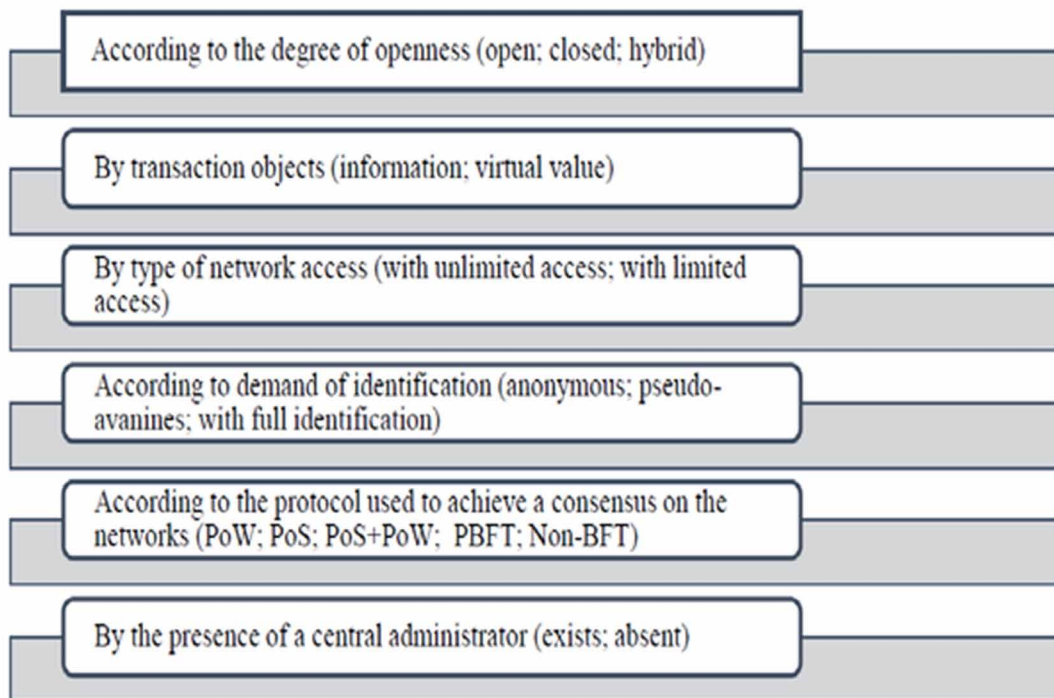 According to the degree of openness (open; closed; hybrid)
By transaction objects (information; virtual value)
By type of network access (with unlimited access; with limited
access)
According to demand of identification (anonymous; pseudo-
avanines; with full identification)
According to the protocol used to achieve a consensus on the
networks (PoW; PoS; PoS+PoW; PBFT; Non-BFT)
By the presence of a central administrator (exists; absent)